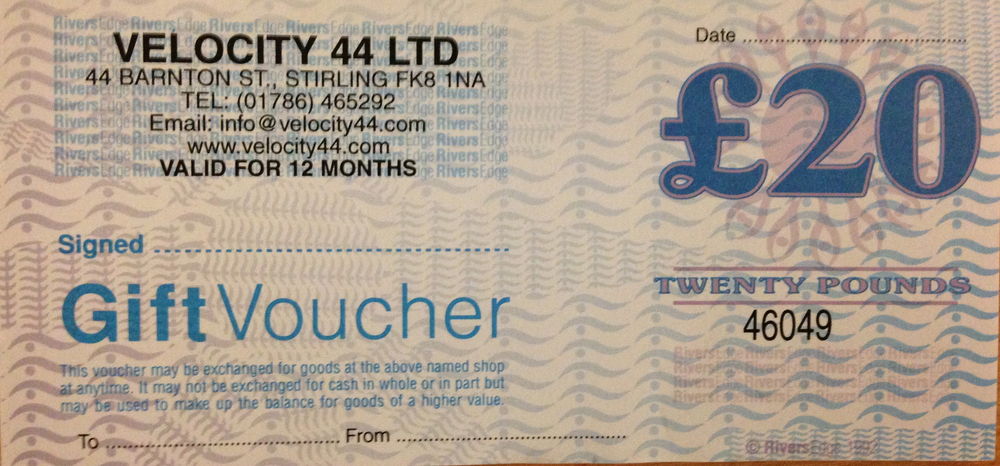 VELOCITY 44 LTD
44 BARNTON ST., STIRLING FK8 1NA
TEL: (01786) 465292
Email: info@velocity44.com
www.velocity44.com
VALID FOR 12 MONTHS
Date
£20
Signed
Gift Voucher
TWENTY POUNDS
46049
This voucher may be exchanged for goods at the above named shop
at anytime. It may not be exchanged for cash in whole or in part but
may be used to make up the balance for goods of a higher value.
To From
© RiversEdge 1992